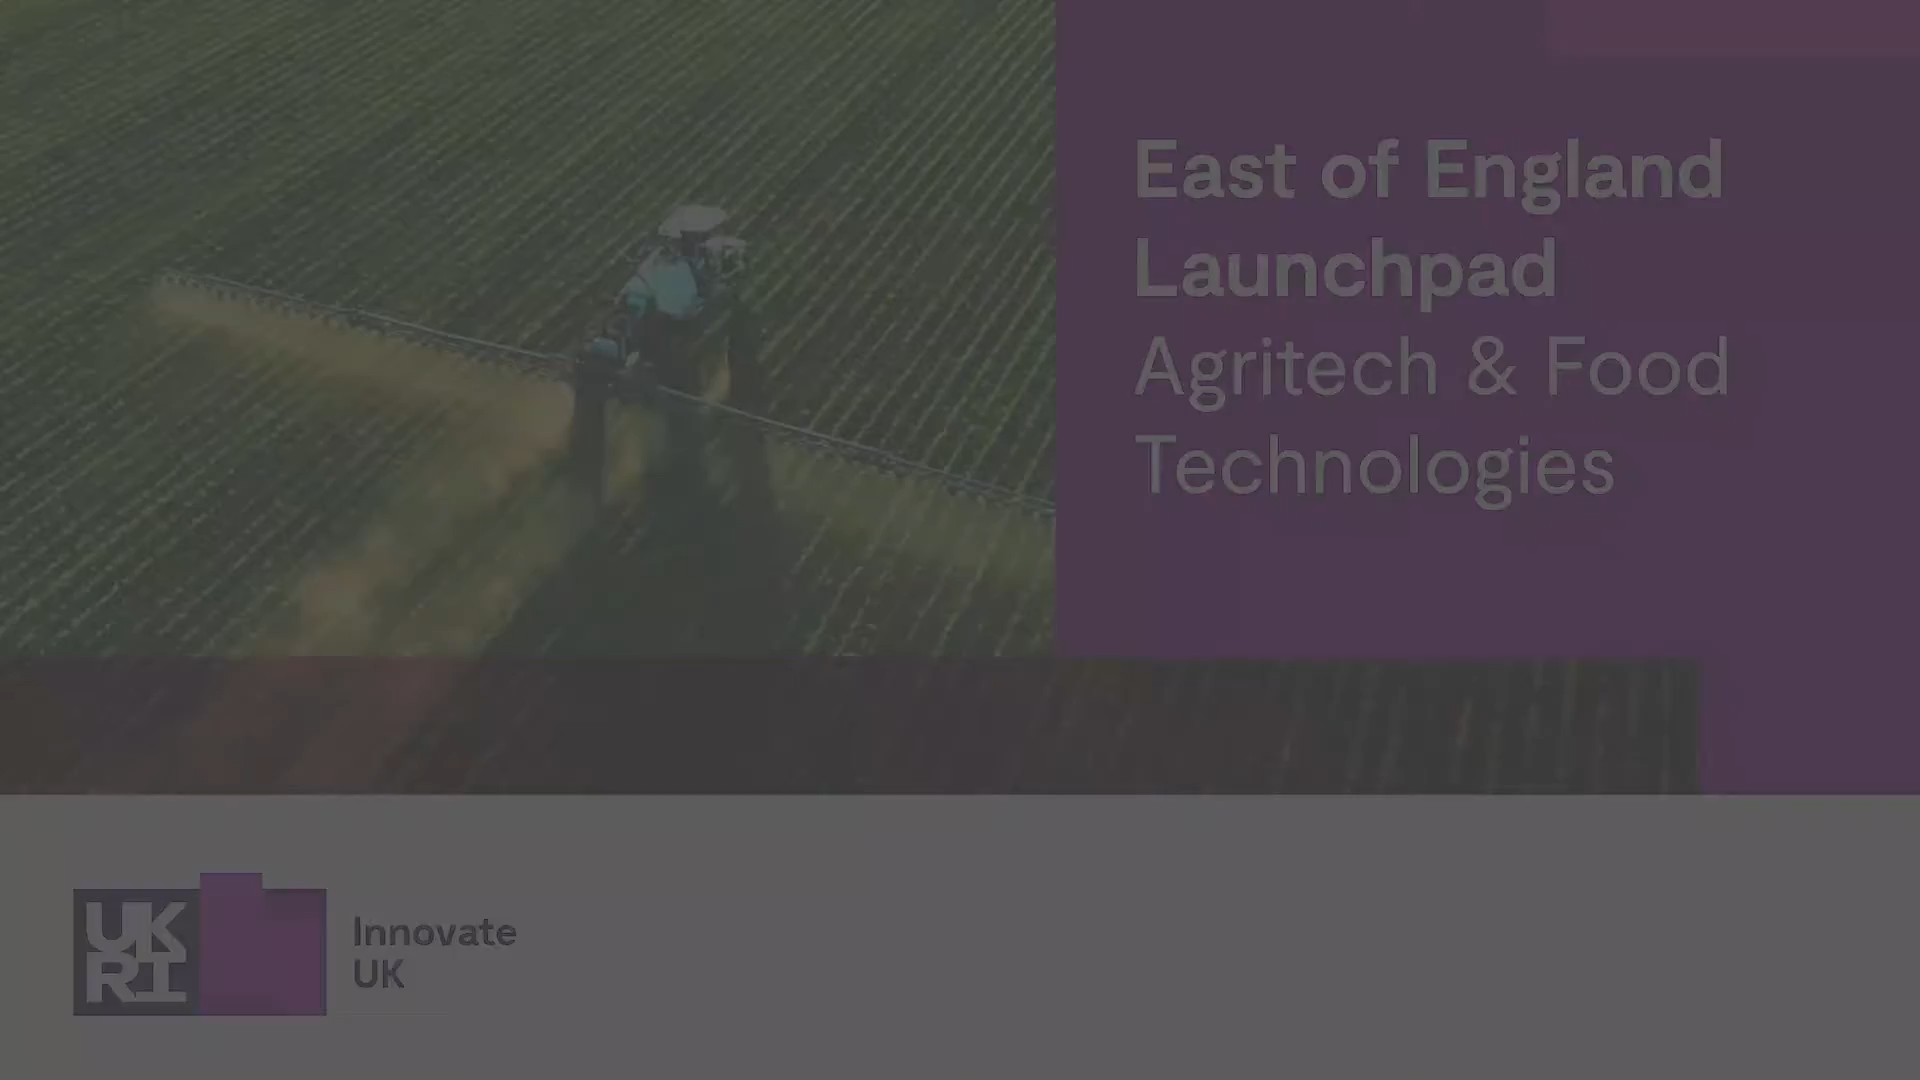 East of England
Launchpad
Agritech & Food
Technologies
UK
RI
Innovate
UK